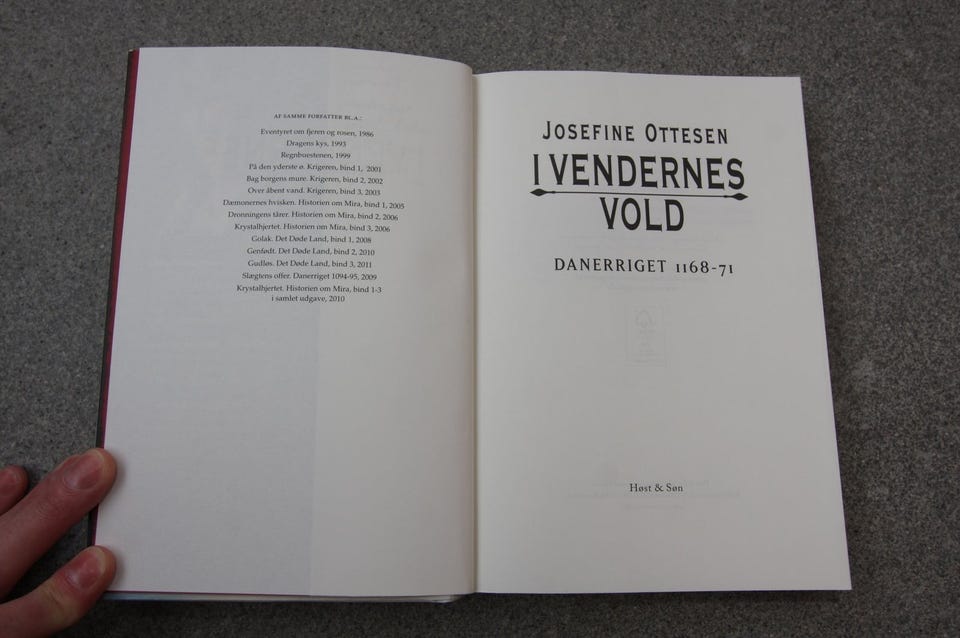 AF SAMME FORFATTER BL.A.:
Eventyret om fjeren og rosen, 1986
Dragens kys, 1993
Regnbuestenen, 1999
På den yderste ø. Krigeren, bind 1, 2001
Bag borgens mure. Krigeren, bind 2, 2002
Over åbent vand. Krigeren, bind 3, 2003
Dæmonernes hvisken. Historien om Mira, bind 1, 2005
Dronningens tårer. Historien om Mira, bind 2, 2006
Krystalhjertet. Historien om Mira, bind 3, 2006
Golak. Det Døde Land, bind 1, 2008
Genfødt. Det Døde Land, bind 2, 2010
Gudløs. Det Døde Land, bind 3, 2011
Slægtens offer. Danerriget 1094-95, 2009
Krystalhjertet. Historien om Mira, bind 1-3
i samlet udgave, 2010
JOSEFINE OTTESEN
I VENDERNES
VOLD
DANERRIGET 1168-71
Høst & Søn